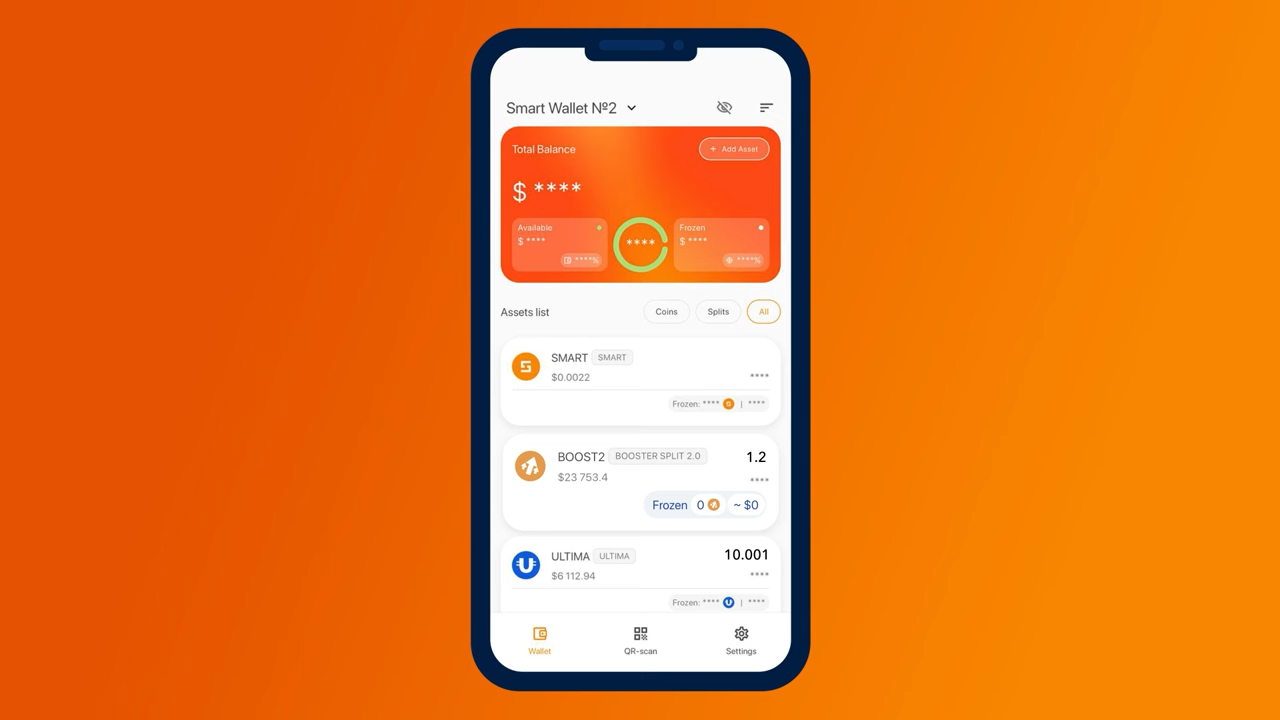 Smart Wallet Nº2
Total Balance
+ Add Asset
$ ****
Available
$ ****
****%
****
Frozen
$ ****
****%
Assets list
Coins
Splits
All
SMART SMART
$0.0022
****
Frozen: **** | ****
BOOST2 BOOSTER SPLIT 2.0
1.2
$23 753.4
****
Frozen 0 ~ $0
ULTIMA ULTIMA
10.001
$6 112.94
****
Frozen: **** | ****
Wallet
QR-scan
Settings